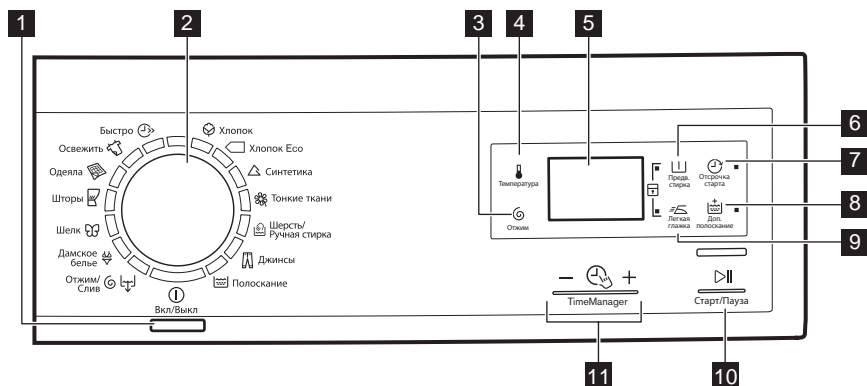 1
2
3
4
5
6
7
8
9
10
11
Быстро
Освежить
Одеяла
Шторы
Шелк
Дамское
белье
Отжим/
Слив
Вкл/Выкл
Хлопок
Хлопок Eco
Синтетика
Тонкие ткани
Шерсть/
Ручная стирка
Джинсы
Полоскание
Температура
Отжим
Предв.
стирка
Отсрочка
старта
Легкая
глажка
Доп.
полоскание
TimeManager
Старт/Пауза